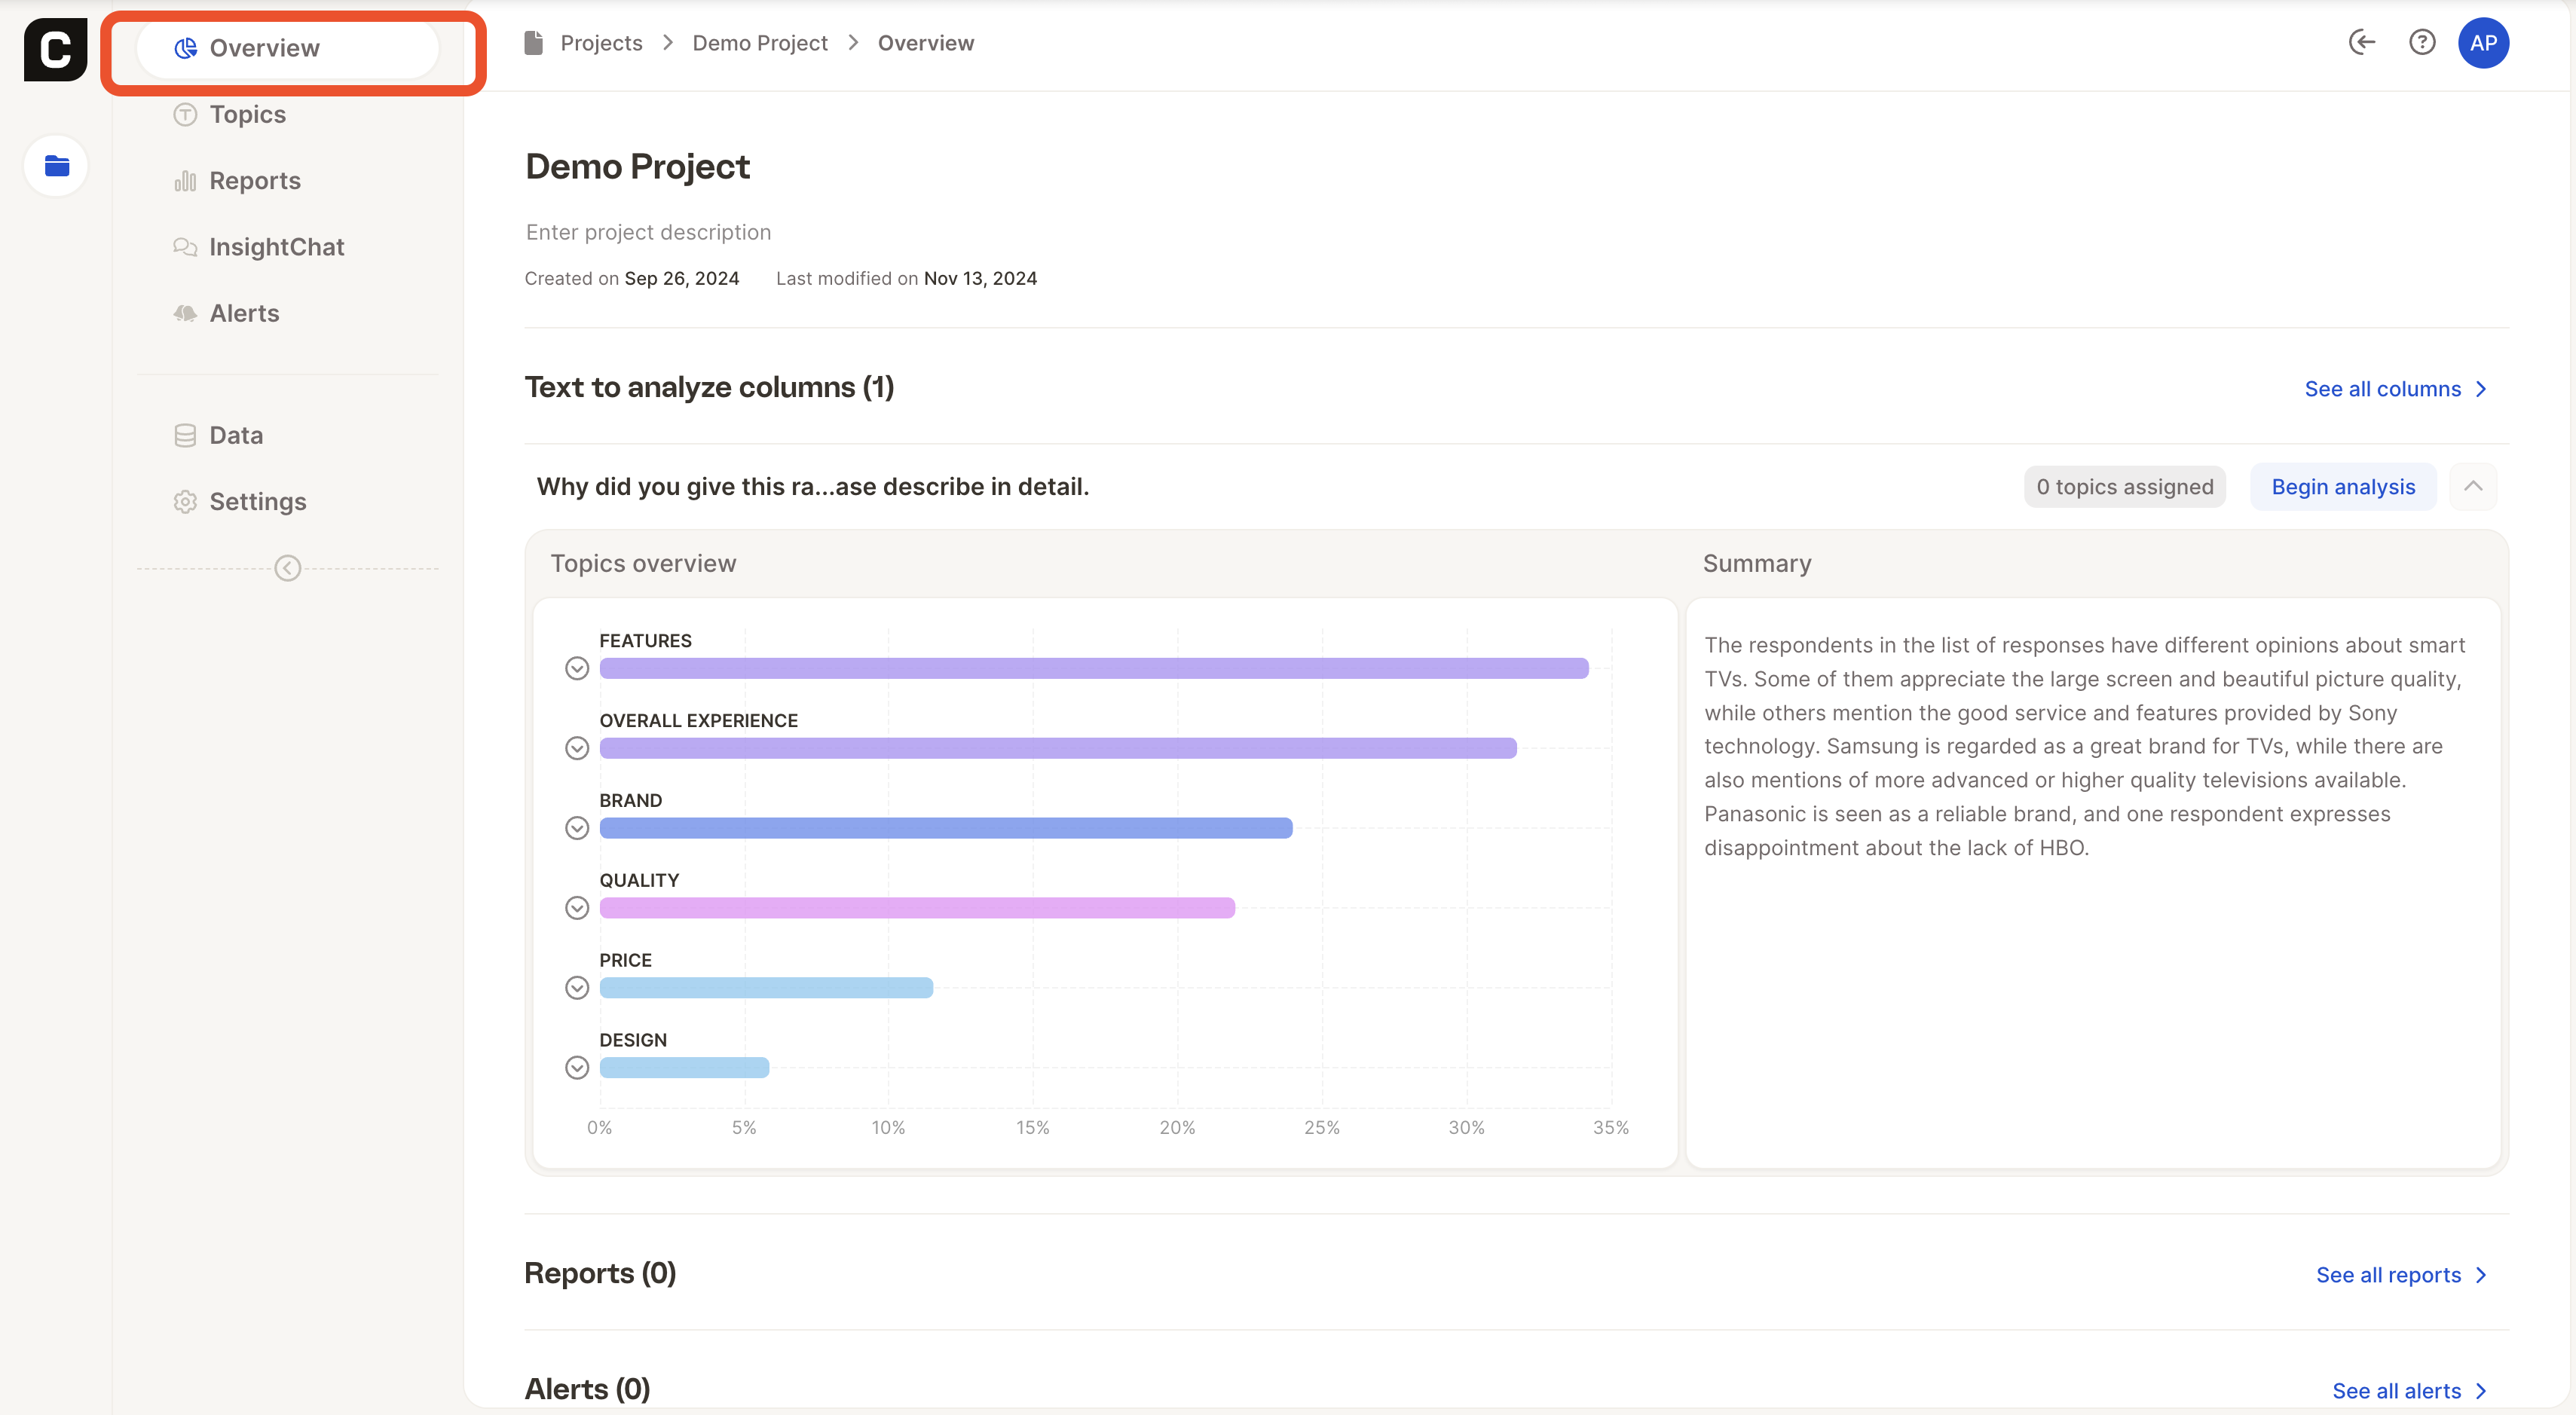 C
Overview
Topics
Reports
InsightChat
Alerts
Data
Settings
Projects > Demo Project > Overview
AP
Demo Project
Enter project description
Created on Sep 26, 2024 Last modified on Nov 13, 2024
Text to analyze columns (1)
See all columns
Why did you give this ra...ase describe in detail.
0 topics assigned
Begin analysis
Topics overview
FEATURES
OVERALL EXPERIENCE
BRAND
QUALITY
PRICE
DESIGN
0% 5% 10% 15% 20% 25% 30% 35%
Summary
The respondents in the list of responses have different opinions about smart
TVs. Some of them appreciate the large screen and beautiful picture quality,
while others mention the good service and features provided by Sony
technology. Samsung is regarded as a great brand for TVs, while there are
also mentions of more advanced or higher quality televisions available.
Panasonic is seen as a reliable brand, and one respondent expresses
disappointment about the lack of HBO.
Reports (0)
See all reports
Alerts (0)
See all alerts